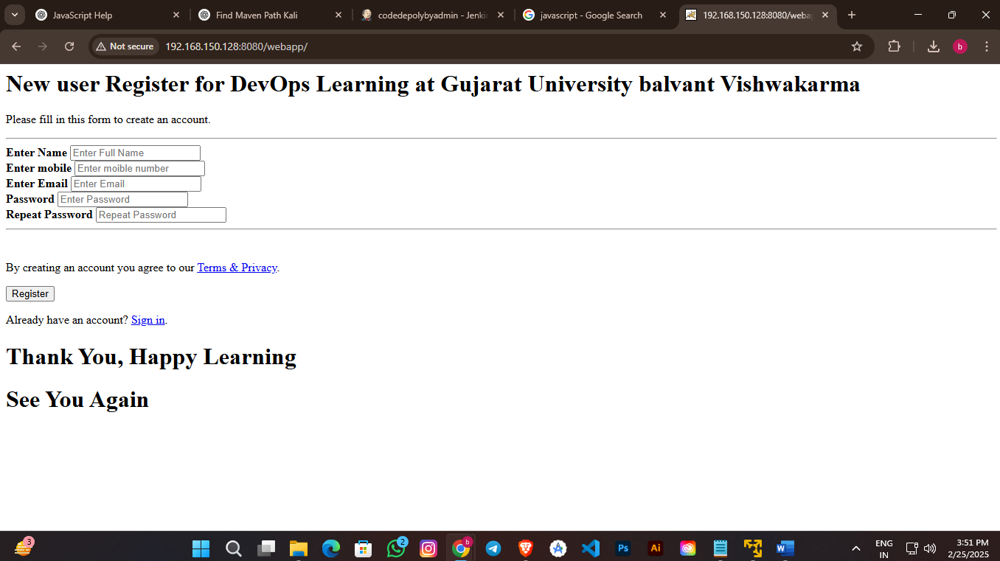 JavaScript Help
Find Maven Path Kali
codedepolybyadmin - Jenki
javascript - Google Search
192.168.150.128:8080/weba
Not secure
192.168.150.128:8080/webapp/
b
New user Register for DevOps Learning at Gujarat University balvant Vishwakarma
Please fill in this form to create an account.
Enter Name Enter Full Name
Enter mobile Enter moible number
Enter Email Enter Email
Password Enter Password
Repeat Password Repeat Password
By creating an account you agree to our Terms & Privacy.
Register
Already have an account? Sign in.
Thank You, Happy Learning
See You Again
3
2
b
Ps
Ai
W
ENG
IN
3:51 PM
2/25/2025